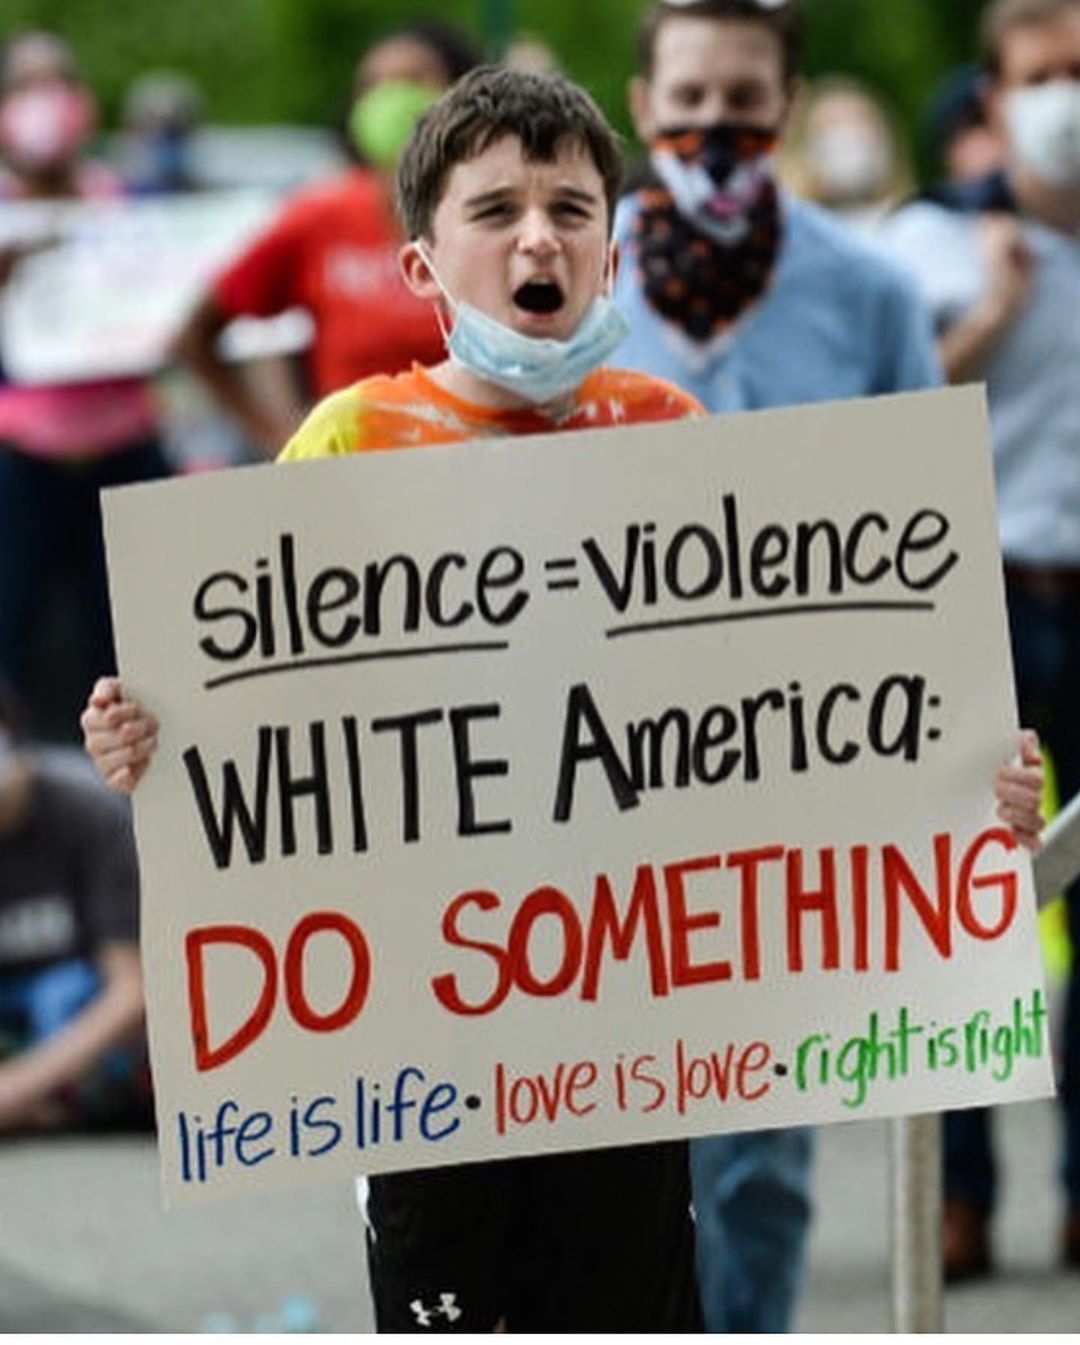 silence = violence
WHITE America:
DO SOMETHING
life is life • love is love • right is right